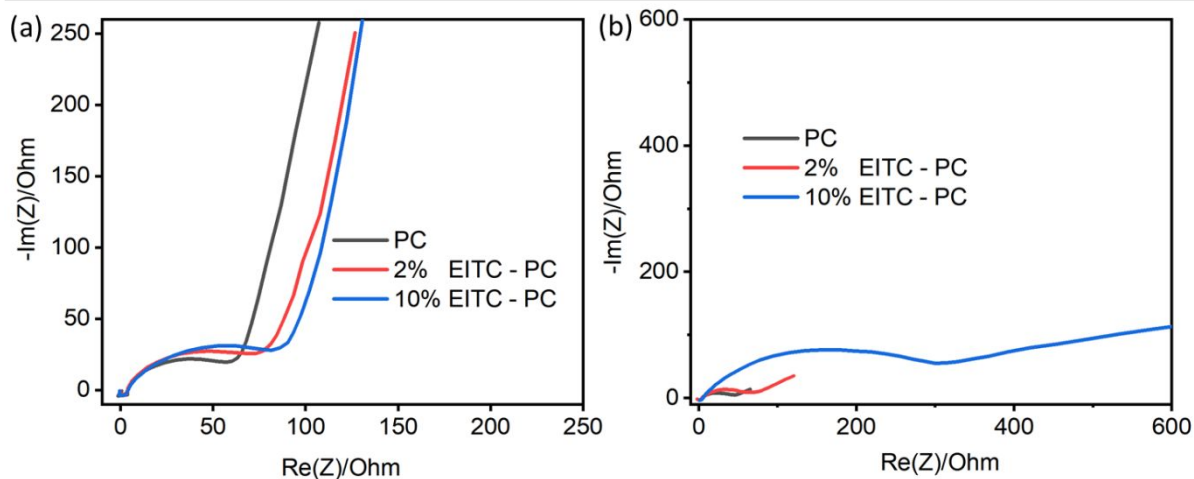 (a)
250
200
150
100
50
0
-Im(Z)/Ohm
PC
2% EITC - PC
10% EITC - PC
0 50 100 150 200 250
Re(Z)/Ohm
(b)
600
400
200
0
-Im(Z)/Ohm
PC
2% EITC - PC
10% EITC - PC
0 200 400 600
Re(Z)/Ohm